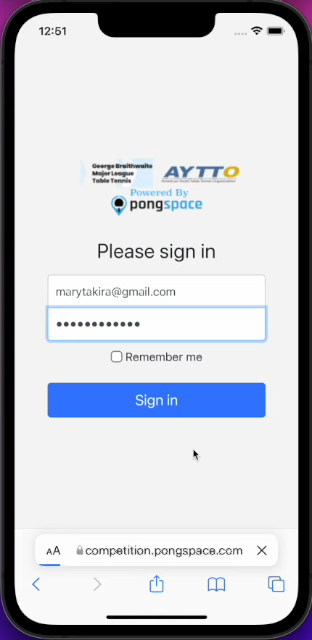 12:51
George Braithwaite
Major League
Table Tennis
AYTTO
Powered By
pongspace
Please sign in
marytakira@gmail.com
••••••••••••
Remember me
Sign in
AA competition.pongspace.com